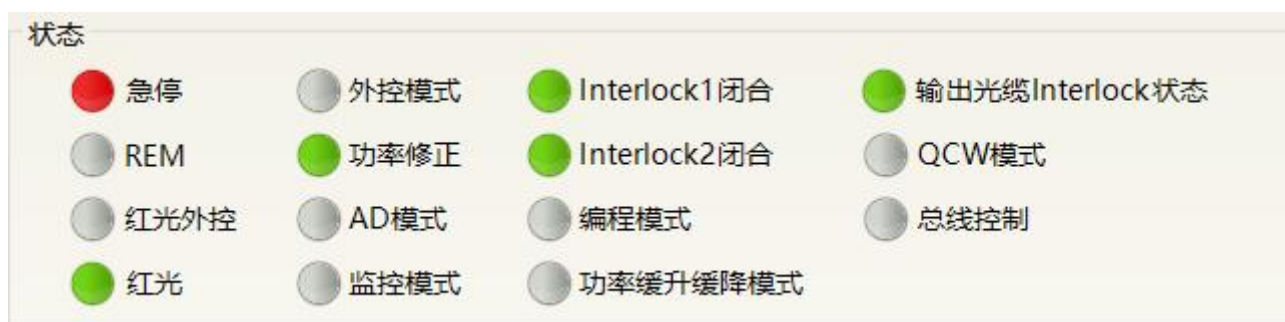 状态
急停 外控模式 Interlock1闭合 输出光缆Interlock状态
REM 功率修正 Interlock2闭合 QCW模式
红光外控 AD模式 编程模式 总线控制
红光 监控模式 功率缓升缓降模式